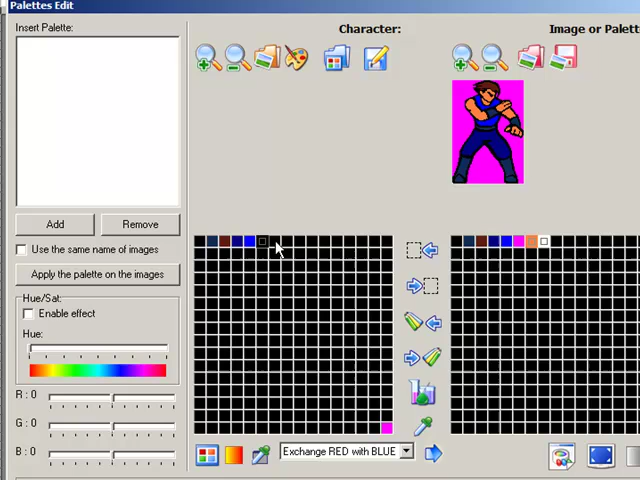 Palettes Edit
Insert Palette:
Character:
Image or Palett
Add
Remove
Use the same name of images
Apply the palette on the images
Hue/Sat:
Enable effect
Hue:
R : 0
G : 0
B : 0
Exchange RED with BLUE